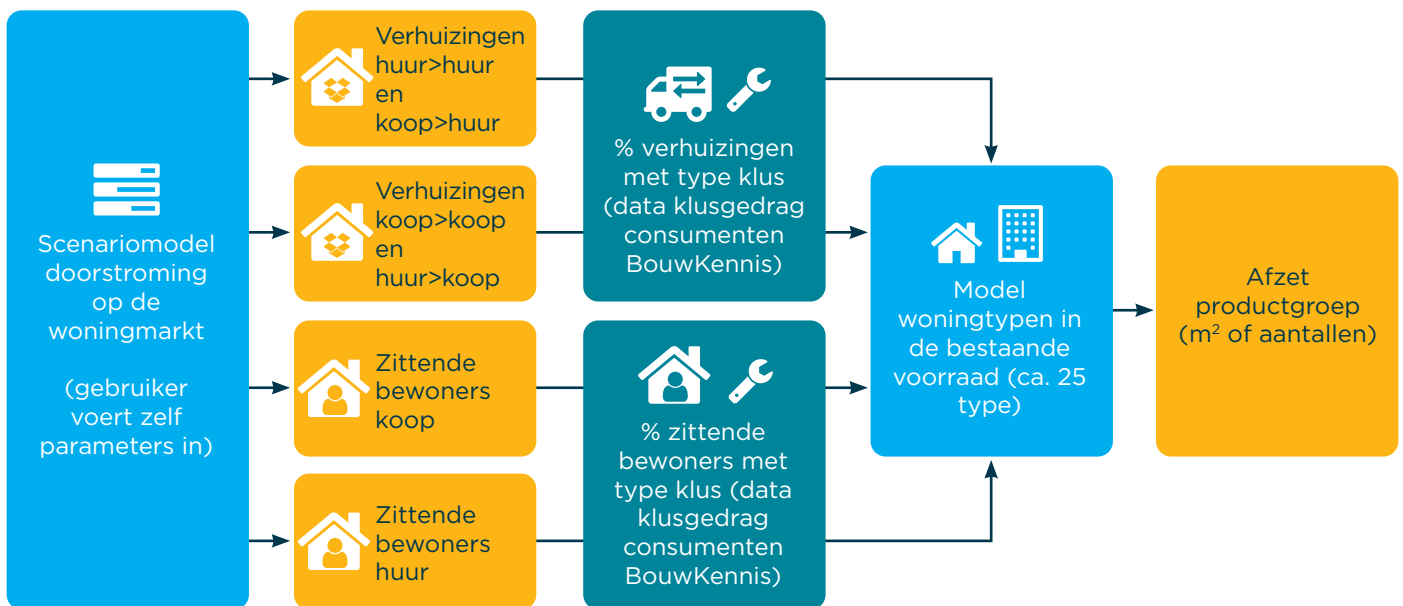 Scenariomodel
doorstroming
op de
woningmarkt
(gebruiker
voert zelf
parameters in)
Verhuizingen
huur>huur
en
koop>huur
Verhuizingen
koop>koop
en
huur>koop
Zittende
bewoners
koop
Zittende
bewoners
huur
% verhuizingen
met type klus
(data klusgedrag
consumenten
BouwKennis)
% zittende
bewoners met
type klus (data
klusgedrag
consumenten
BouwKennis)
Model
woningtypen in
de bestaande
voorraad (ca. 25
type)
Afzet
productgroep
(m² of aantallen)